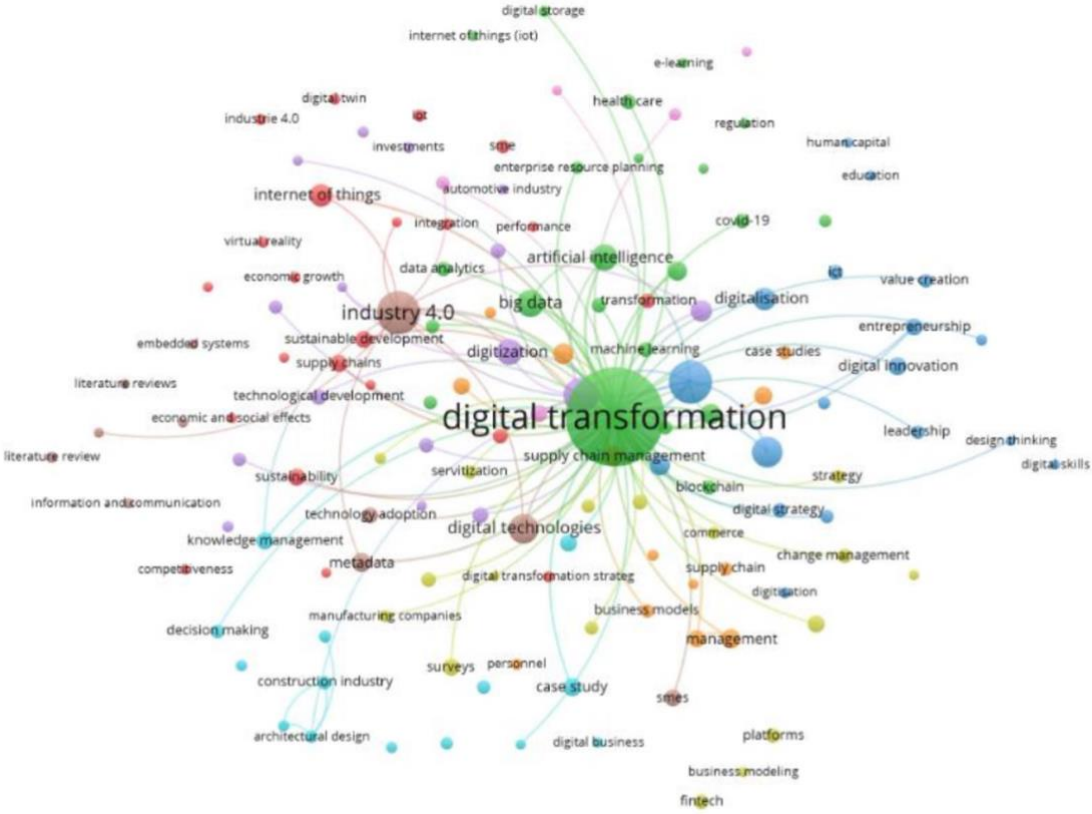 digital storage
internet of things (iot)
e-learning
digital twin
health care
industrie 4.0
iot
regulation
investments
sme
human capital
enterprise resource planning
education
internet of things
automotive industry
integration
performance
covid-19
virtual reality
artificial intelligence
data analytics
economic growth
ict
value creation
big data
transformation
digitalisation
industry 4.0
entrepreneurship
embedded systems
sustainable development
digitization
machine learning
case studies
supply chains
digital innovation
literature reviews
technological development
economic and social effects
digital transformation
leadership
design thinking
literature review
supply chain management
digital skills
sustainability
servitization
strategy
blockchain
information and communication
technology adoption
digital technologies
digital strategy
knowledge management
commerce
metadata
change management
competitiveness
digital transformation strateg
supply chain
digitisation
manufacturing companies
business models
decision making
management
surveys
personnel
construction industry
case study
smes
architectural design
digital business
platforms
business modeling
fintech